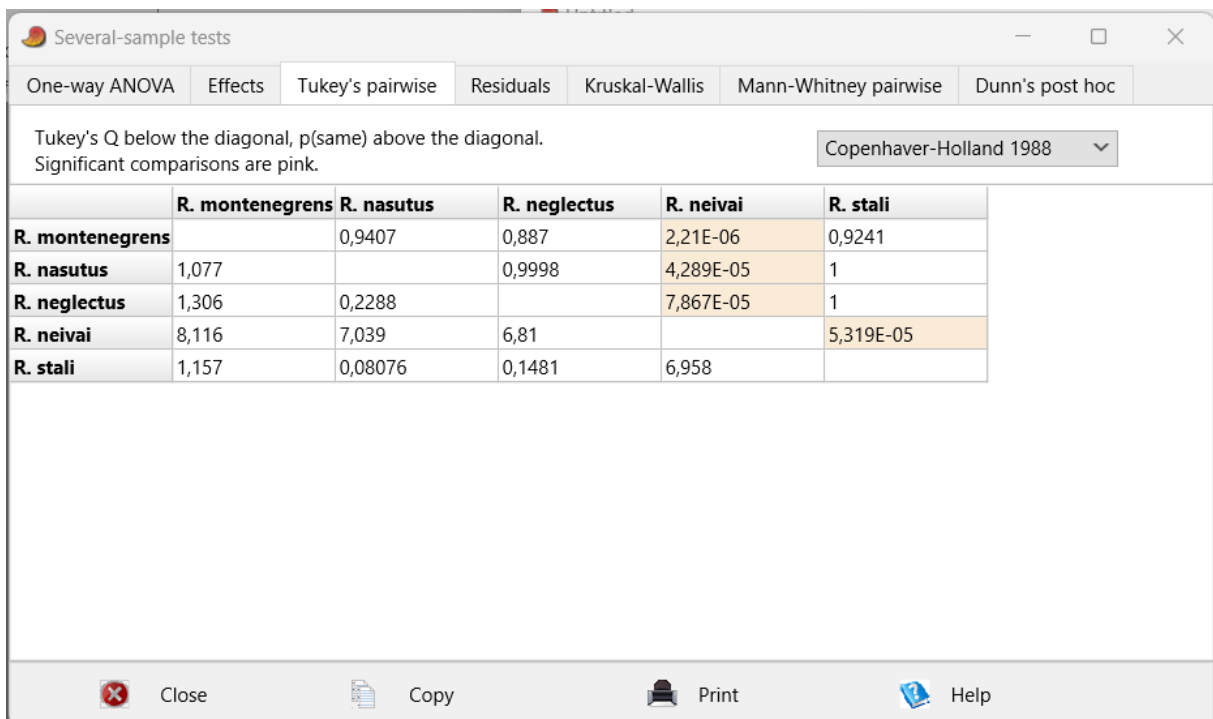 Several-sample tests
One-way ANOVA Effects Tukey's pairwise Residuals Kruskal-Wallis Mann-Whitney pairwise Dunn's post hoc
Tukey's Q below the diagonal, p(same) above the diagonal.
Significant comparisons are pink.
Copenhaver-Holland 1988
R. montenegrens R. nasutus R. neglectus R. neivai R. stali
R. montenegrens 0,9407 0,887 2,21E-06 0,9241
R. nasutus 1,077 0,9998 4,289E-05 1
R. neglectus 1,306 0,2288 7,867E-05 1
R. neivai 8,116 7,039 6,81 5,319E-05
R. stali 1,157 0,08076 0,1481 6,958
Close Copy Print Help